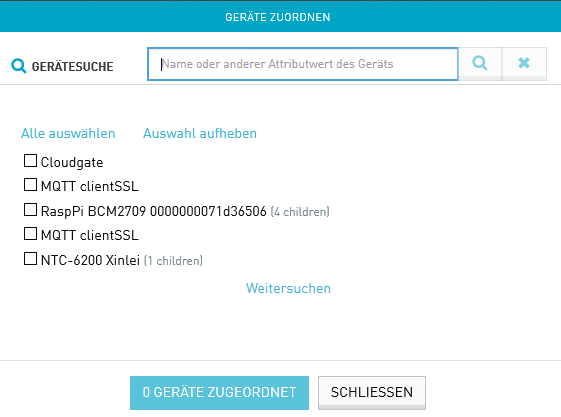 GERÄTE ZUORDNEN
GERÄTESUCHE
Name oder anderer Attributwert des Geräts
Alle auswählen Auswahl aufheben
Cloudgate
MQTT clientSSL
RaspPi BCM2709 0000000071d36506 (4 children)
MQTT clientSSL
NTC-6200 Xinlei (1 children)
Weitersuchen
0 GERÄTE ZUGEORDNET SCHLIESSEN